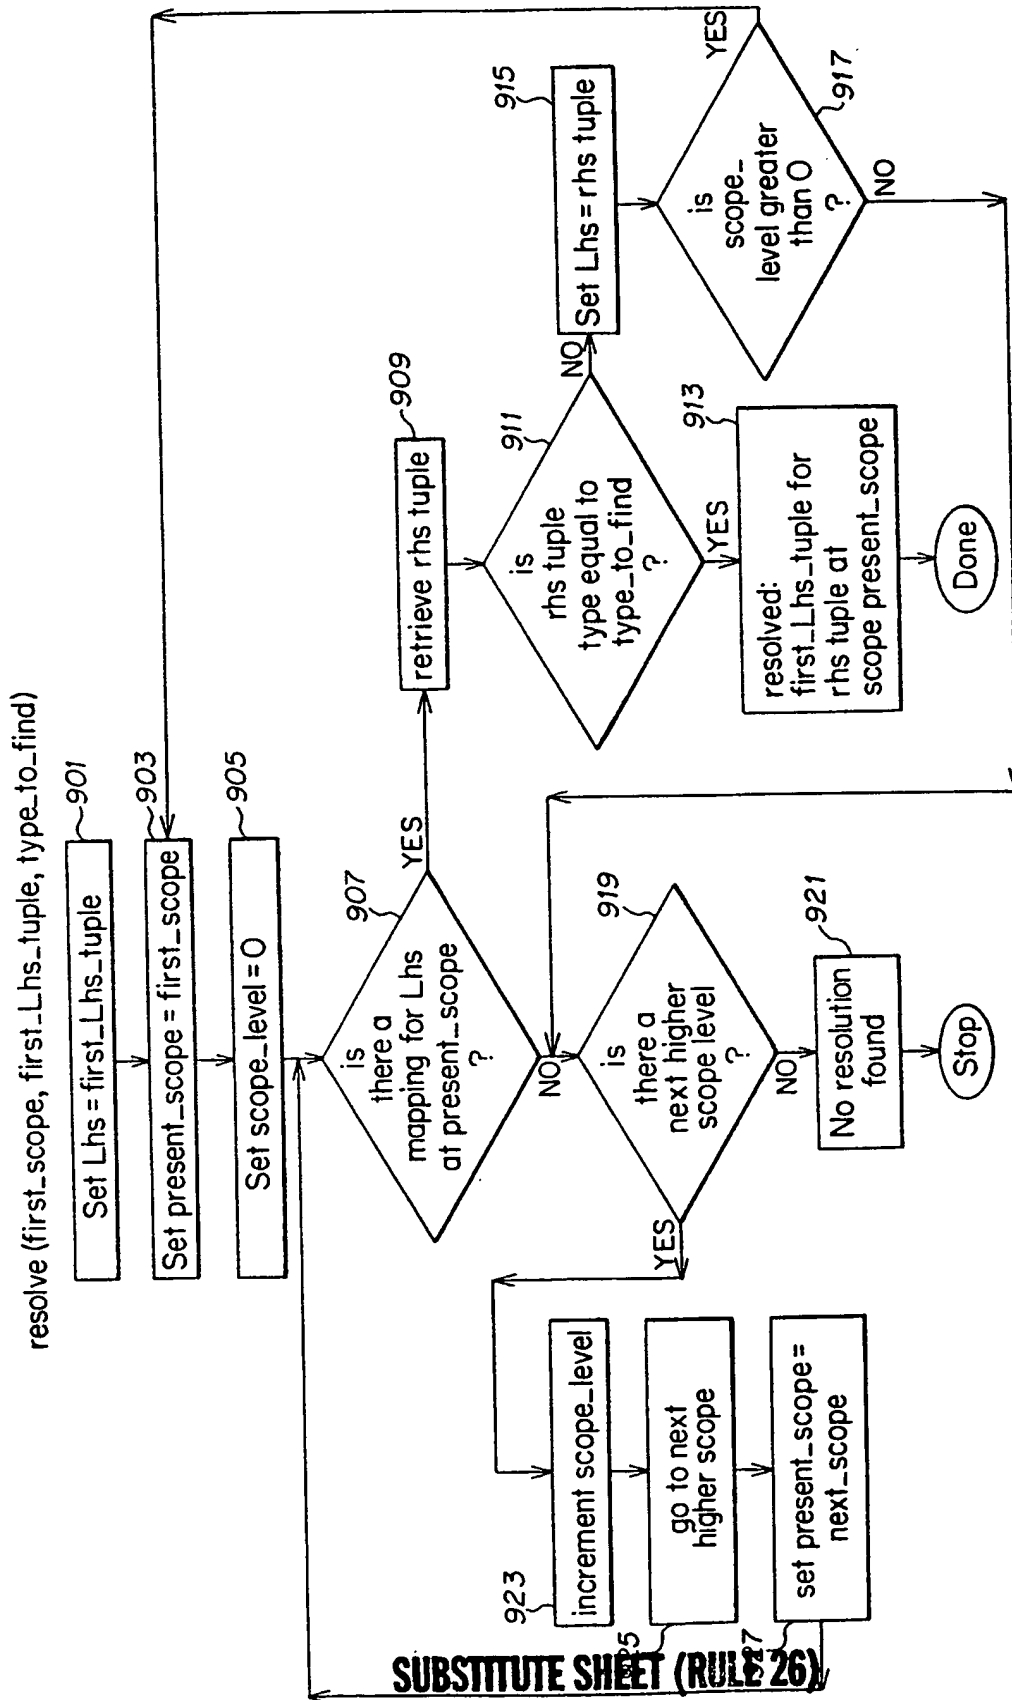 resolve (first_scope, first_Lhs_tuple, type_to_find)
901
Set Lhs = first_Lhs_tuple
903
Set present_scope = first_scope
905
Set scope_level = 0
907
is
there a
mapping for Lhs
at present_scope
?
YES
NO
909
retrieve rhs tuple
911
is
rhs tuple
type equal to
type_to_find
?
NO
YES
913
resolved:
first_Lhs_tuple for
rhs tuple at
scope present_scope
Done
915
Set Lhs = rhs tuple
917
is
scope_
level greater
than 0
?
YES
NO
919
is
there a
next higher
scope level
?
YES
NO
921
No resolution
found
Stop
923
increment scope_level
go to next
higher scope
set present_scope=
next_scope
SUBSTITUTE SHEET (RULE 26)